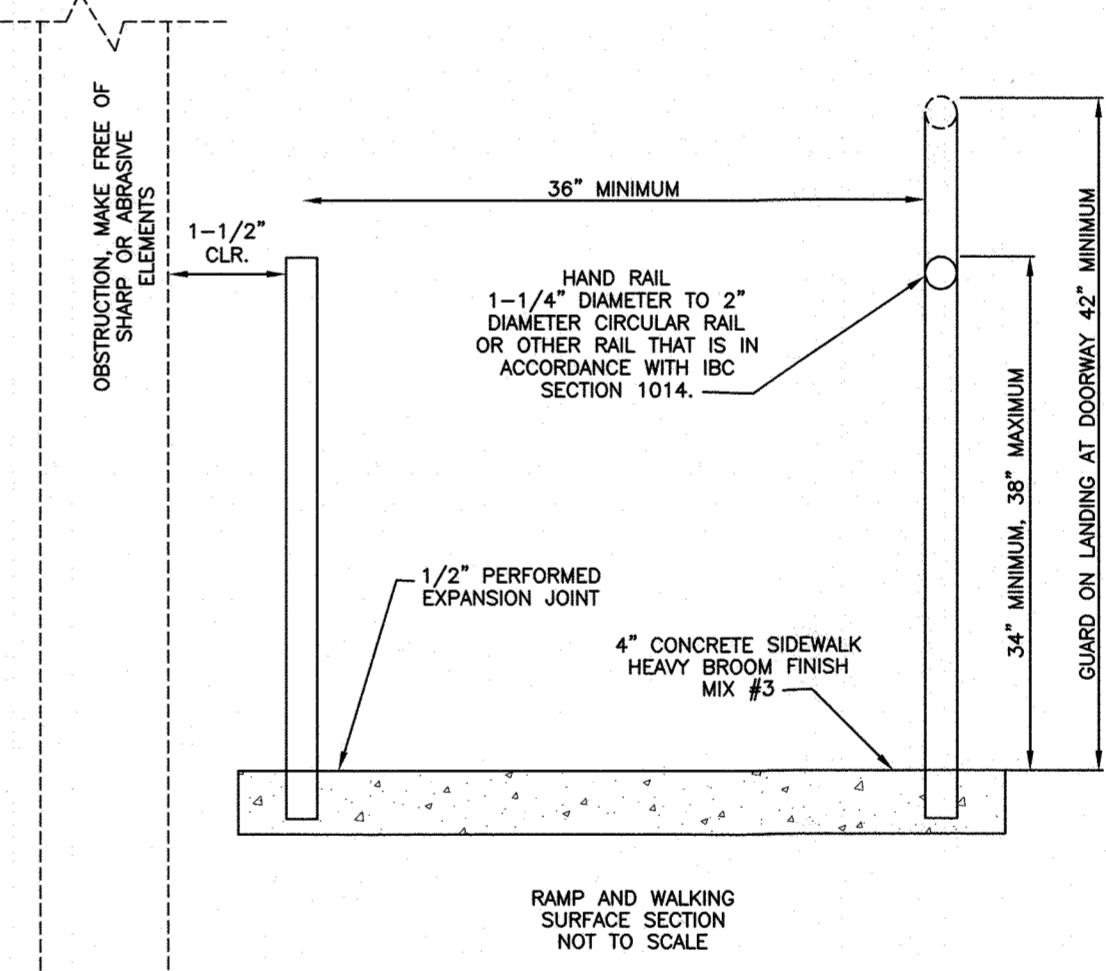 OBSTRUCTION, MAKE FREE OF
SHARP OR ABRASIVE
ELEMENTS
1-1/2"
CLR.
36" MINIMUM
HAND RAIL
1-1/4" DIAMETER TO 2"
DIAMETER CIRCULAR RAIL
OR OTHER RAIL THAT IS IN
ACCORDANCE WITH IBC
SECTION 1014.
34" MINIMUM, 38" MAXIMUM
GUARD ON LANDING AT DOORWAY 42" MINIMUM
1/2" PERFORMED
EXPANSION JOINT
4" CONCRETE SIDEWALK
HEAVY BROOM FINISH
MIX #3
RAMP AND WALKING
SURFACE SECTION
NOT TO SCALE